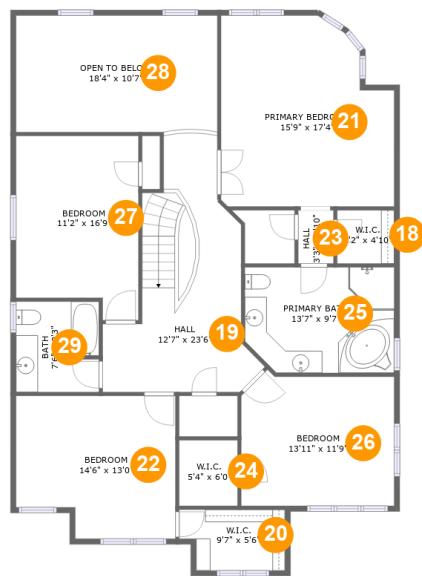 OPEN TO BELO
18'4" x 10'7
28
PRIMARY BEDRO
15'9" x 17'4"
21
BEDROOM
11'2" x 16'9
27
HALL
23
W.I.C.
4'10
18
PRIMARY BAT
13'7" x 9'7
25
HALL
12'7" x 23'6
19
BATH
29
BEDROOM
14'6" x 13'0
22
W.I.C.
5'4" x 6'0
24
BEDROOM
13'11" x 11'9"
26
W.I.C.
9'7" x 5'6
20